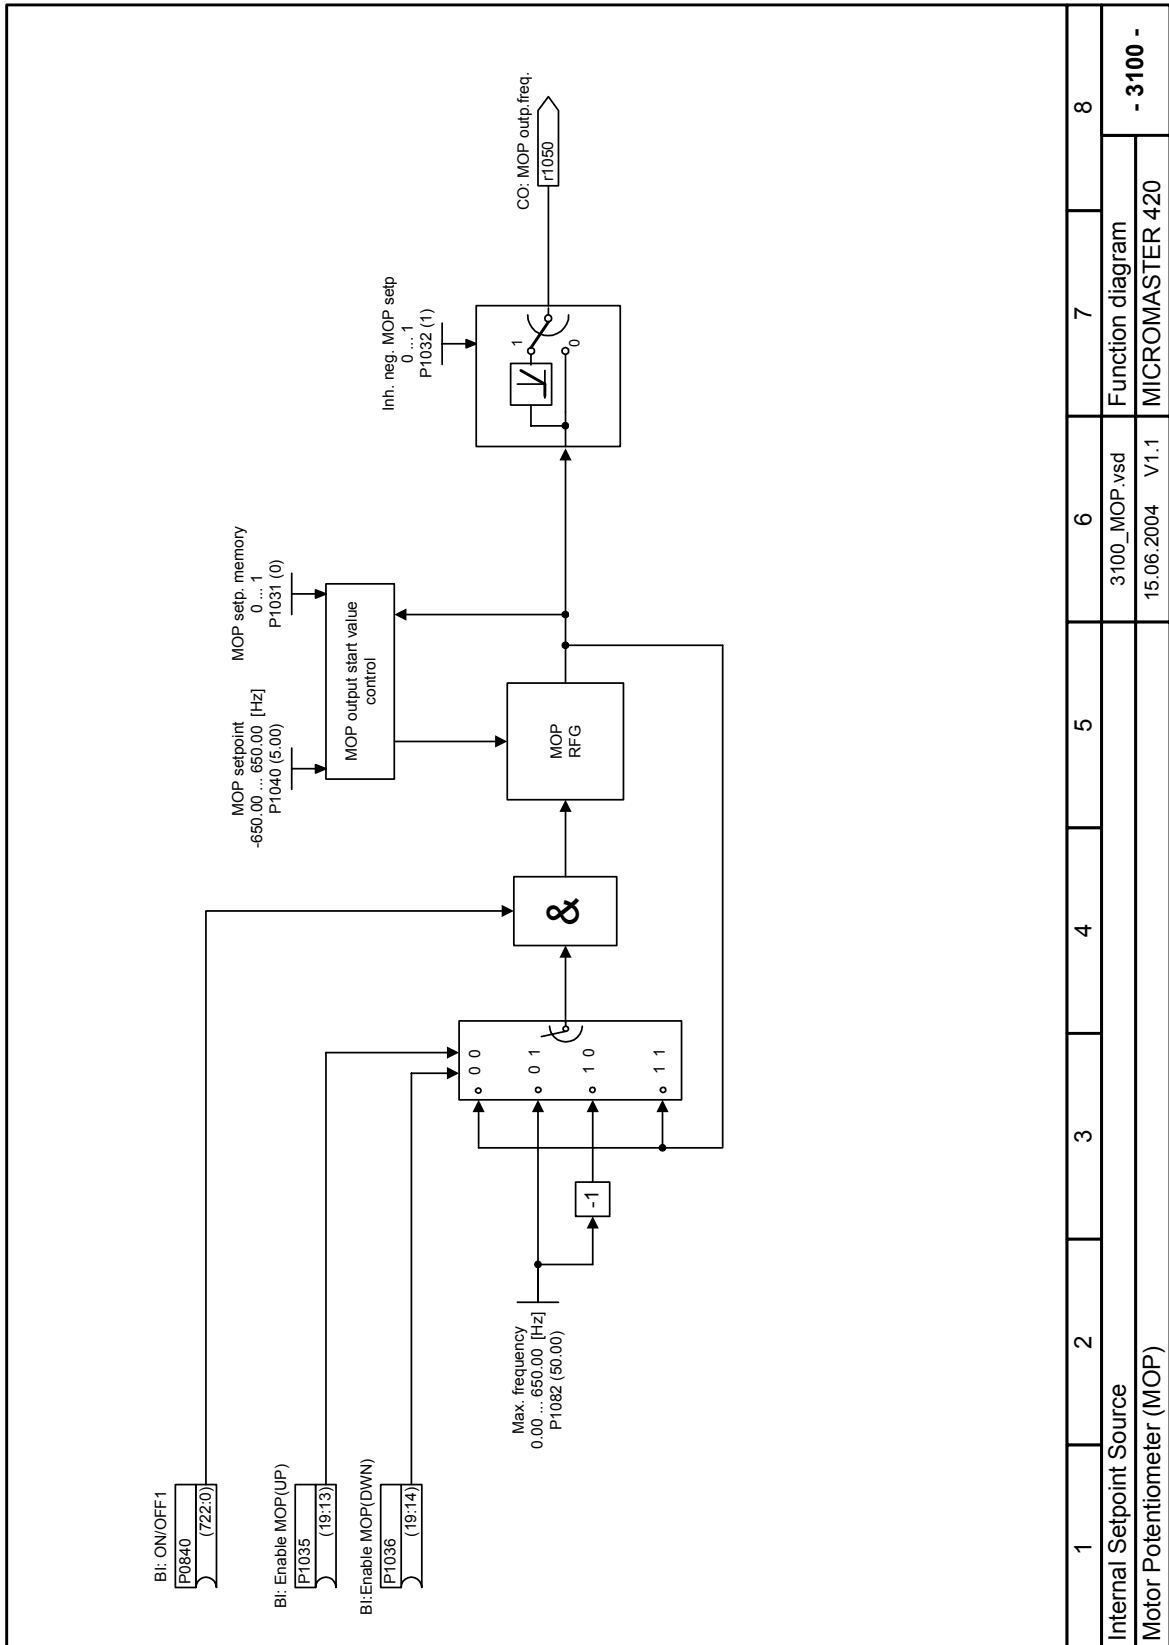 BI: ON/OFF1
P0840
(722:0)
BI: Enable MOP(UP)
P1035
(19:13)
BI:Enable MOP(DWN)
P1036
(19:14)
Max. frequency
0.00 ... 650.00 [Hz]
P1082 (50.00)
-1
0 0
0 1
1 0
1 1
&
MOP setpoint
-650.00 ... 650.00 [Hz]
P1040 (5.00)
MOP setp. memory
0 ... 1
P1031 (0)
MOP output start value
control
MOP
RFG
Inh. neg. MOP setp
0 ... 1
P1032 (1)
1
0
CO: MOP outp.freq.
r1050
1 2 3 4 5 6 7 8
Internal Setpoint Source
3100_MOP.vsd
Function diagram
- 3100 -
Motor Potentiometer (MOP)
15.06.2004 V1.1
MICROMASTER 420